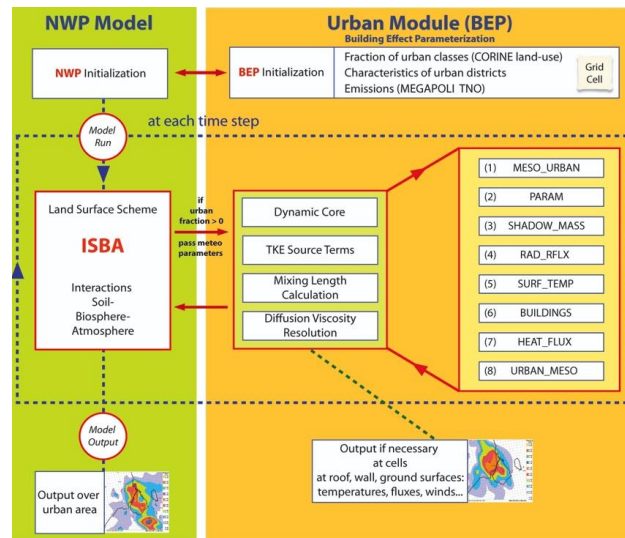 NWP Model
Urban Module (BEP)
Building Effect Parameterization
NWP Initialization
BEP Initialization
Fraction of urban classes (CORINE land-use)
Characteristics of urban districts
Emissions (MEGAPOLI TNO)
Grid
Cell
Model
Run
at each time step
Land Surface Scheme
ISBA
Interactions
Soil-
Biosphere-
Atmosphere
if
urban
fraction > 0
pass meteo
parameters
Dynamic Core
TKE Source Terms
Mixing Length
Calculation
Diffusion Viscosity
Resolution
(1) MESO_URBAN
(2) PARAM
(3) SHADOW_MASS
(4) RAD_RFLX
(5) SURF_TEMP
(6) BUILDINGS
(7) HEAT_FLUX
(8) URBAN_MESO
Model
Output
Output over
urban area
Output if necessary
at cells
at roof, wall, ground surfaces:
temperatures, fluxes, winds...